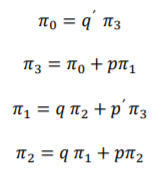 π₀ = q′ π₃
π₃ = π₀ + pπ₁
π₁ = q π₂ + p′π₃
π₂ = q π₁ + pπ₂